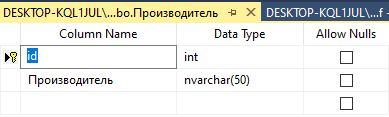 DESKTOP-KQL1JUL\...bo.Производитель DESKTOP-KQL1JUL\...f -
Column Name Data Type Allow Nulls
id int
Производитель nvarchar(50)